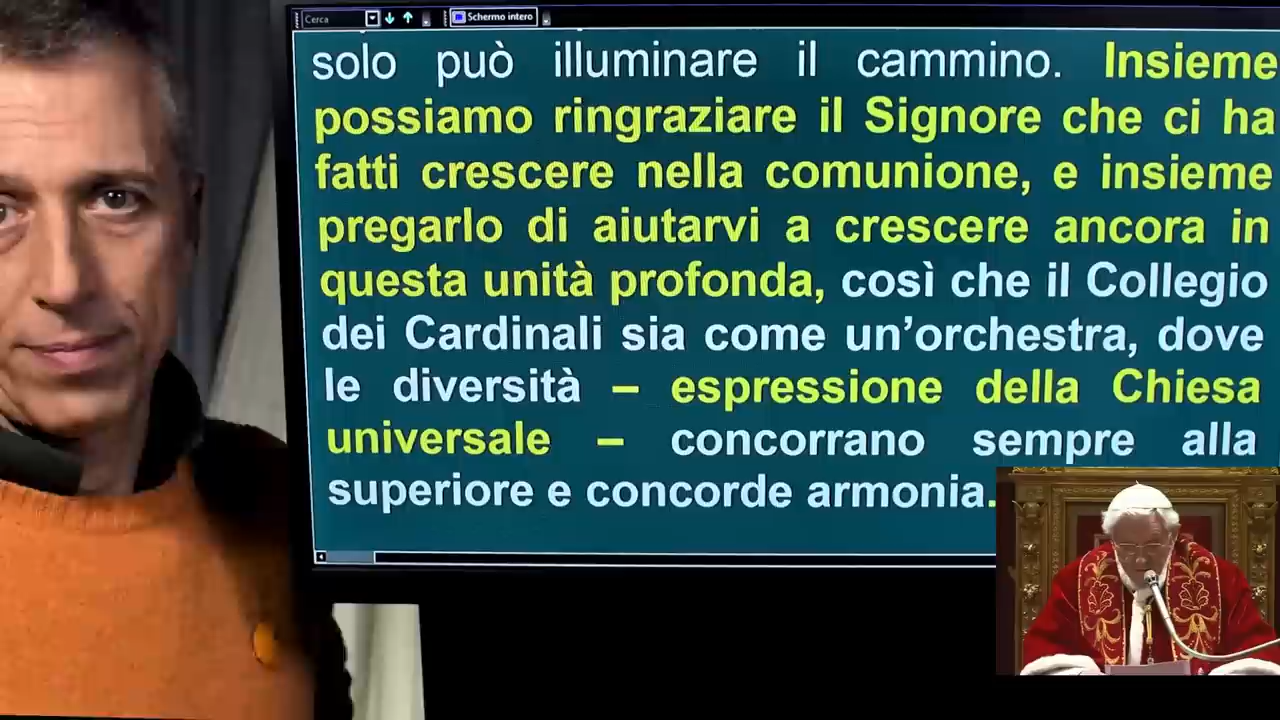 Cerca
Schermo intero
solo può illuminare il cammino. Insieme
possiamo ringraziare il Signore che ci ha
fatti crescere nella comunione, e insieme
pregarlo di aiutarvi a crescere ancora in
questa unità profonda, così che il Collegio
dei Cardinali sia come un’orchestra, dove
le diversità – espressione della Chiesa
universale – concorrano sempre alla
superiore e concorde armonia.